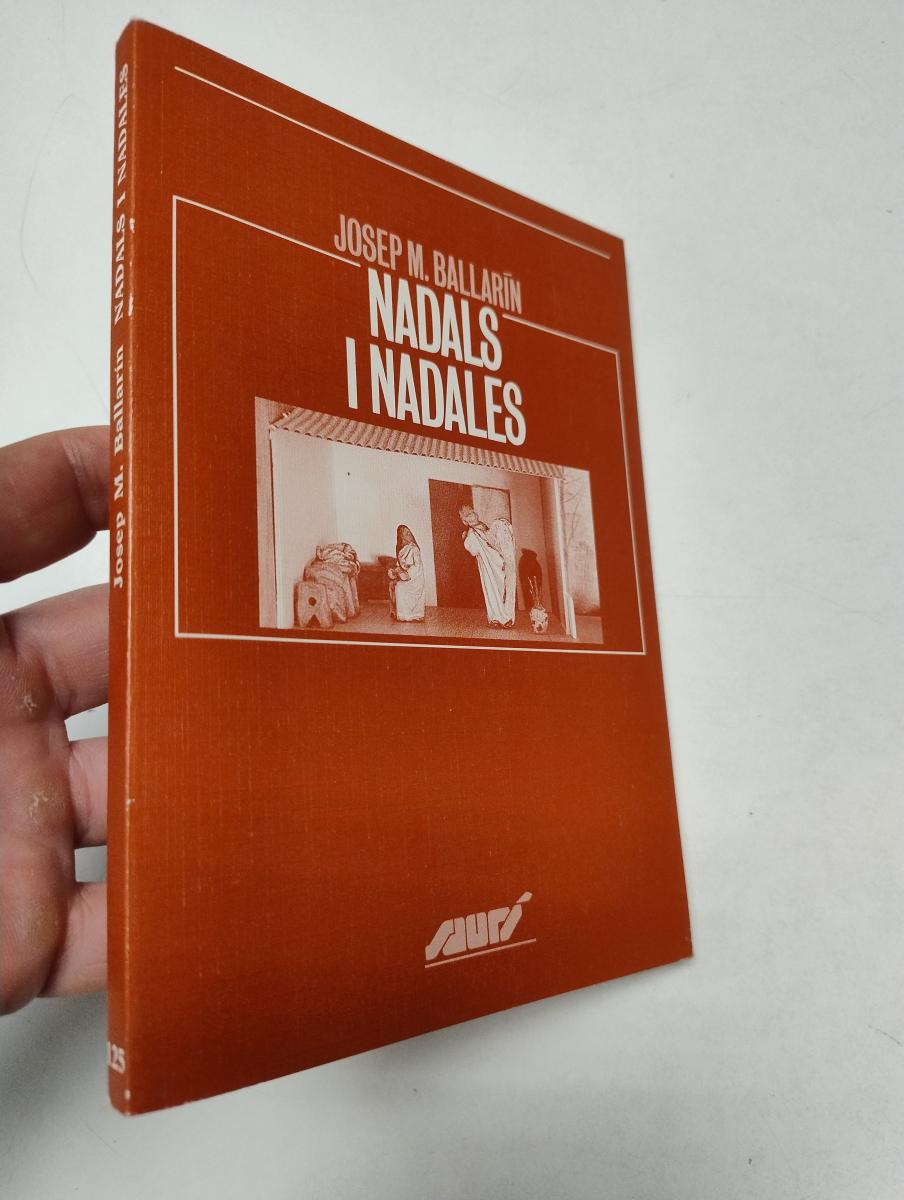 JOSEP M. BALLARÍN
NADALS
I NADALES
saurí
Josep M. Ballarín NADALS I NADALES
125